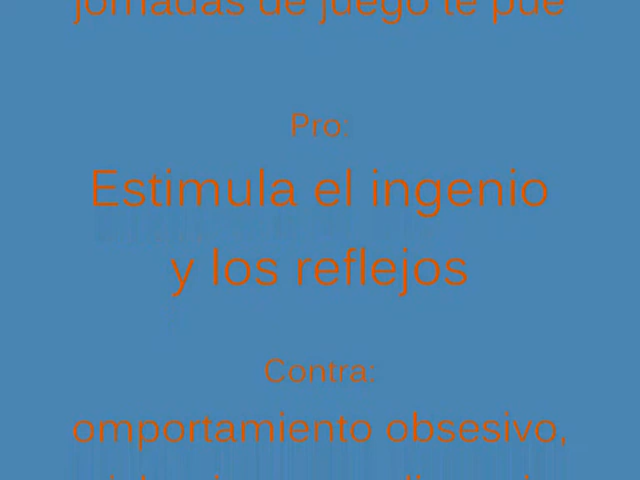 jornadas de juego te pue
Pro:
Estimula el ingenio
y los reflejos
Contra:
omportamiento obsesivo,